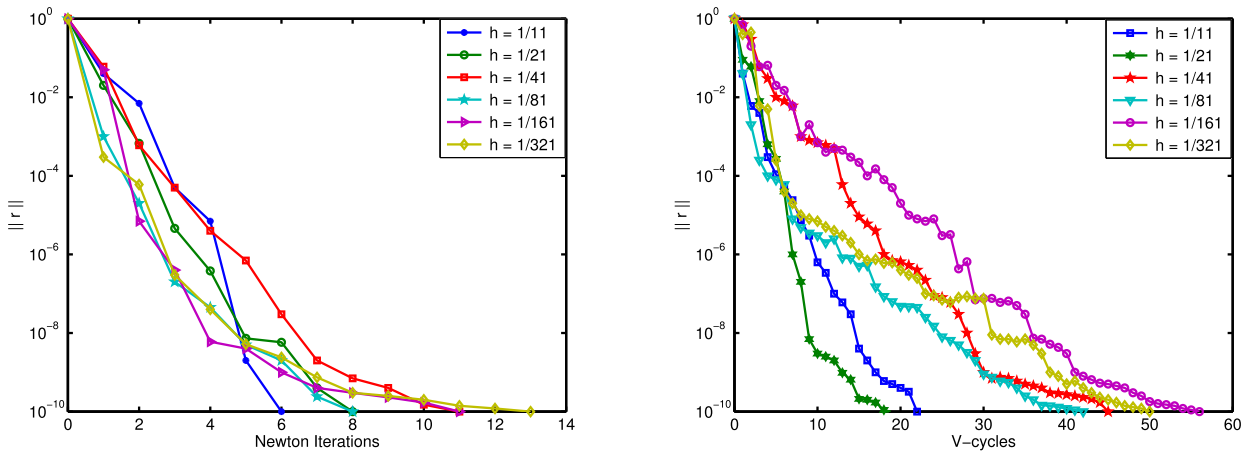 10^0
10^-2
10^-4
10^-6
10^-8
10^-10
|| r ||
0 2 4 6 8 10 12 14
Newton Iterations
h = 1/11
h = 1/21
h = 1/41
h = 1/81
h = 1/161
h = 1/321
10^0
10^-2
10^-4
10^-6
10^-8
10^-10
|| r ||
0 10 20 30 40 50 60
V-cycles
h = 1/11
h = 1/21
h = 1/41
h = 1/81
h = 1/161
h = 1/321